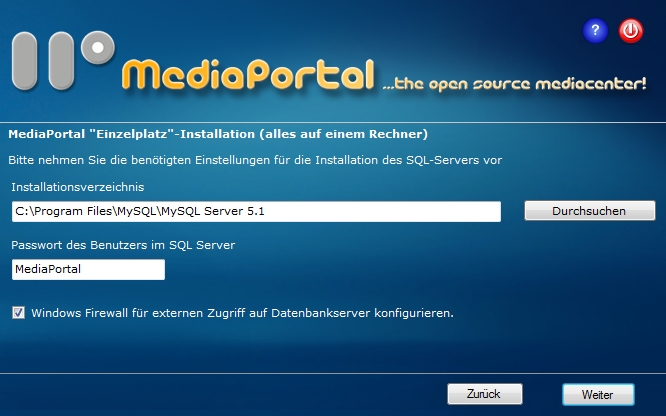 ?
MediaPortal ...the open source mediacenter!
MediaPortal "Einzelplatz"-Installation (alles auf einem Rechner)
Bitte nehmen Sie die benötigten Einstellungen für die Installation des SQL-Servers vor
Installationsverzeichnis
C:\Program Files\MySQL\MySQL Server 5.1
Durchsuchen
Passwort des Benutzers im SQL Server
MediaPortal
Windows Firewall für externen Zugriff auf Datenbankserver konfigurieren.
Zurück
Weiter